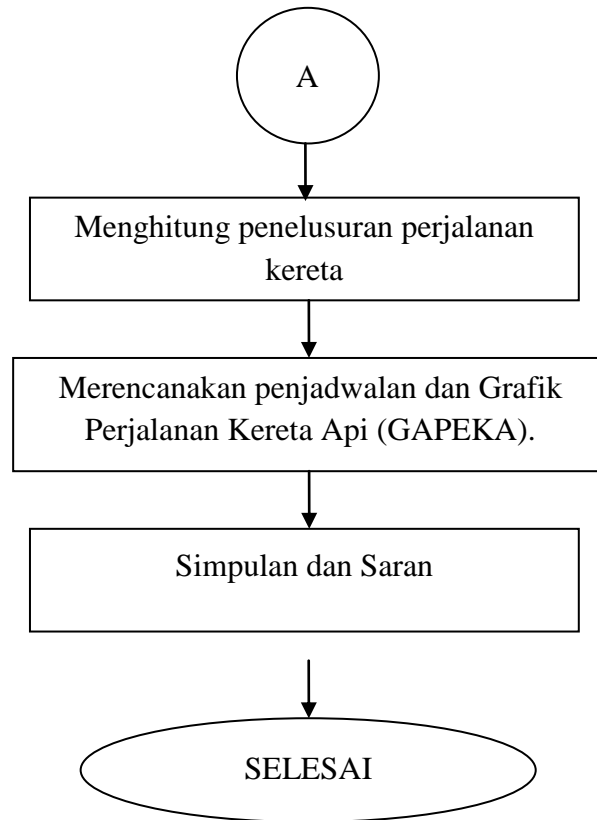 A
Menghitung penelusuran perjalanan
kereta
Merencanakan penjadwalan dan Grafik
Perjalanan Kereta Api (GAPEKA).
Simpulan dan Saran
SELESAI